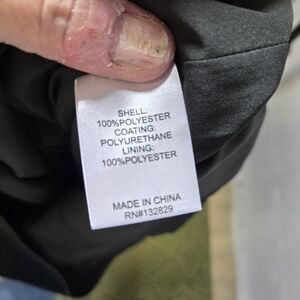 SHELL:
100%POLYESTER
COATING:
POLYURETHANE
LINING:
100%POLYESTER
MADE IN CHINA
RN#132829